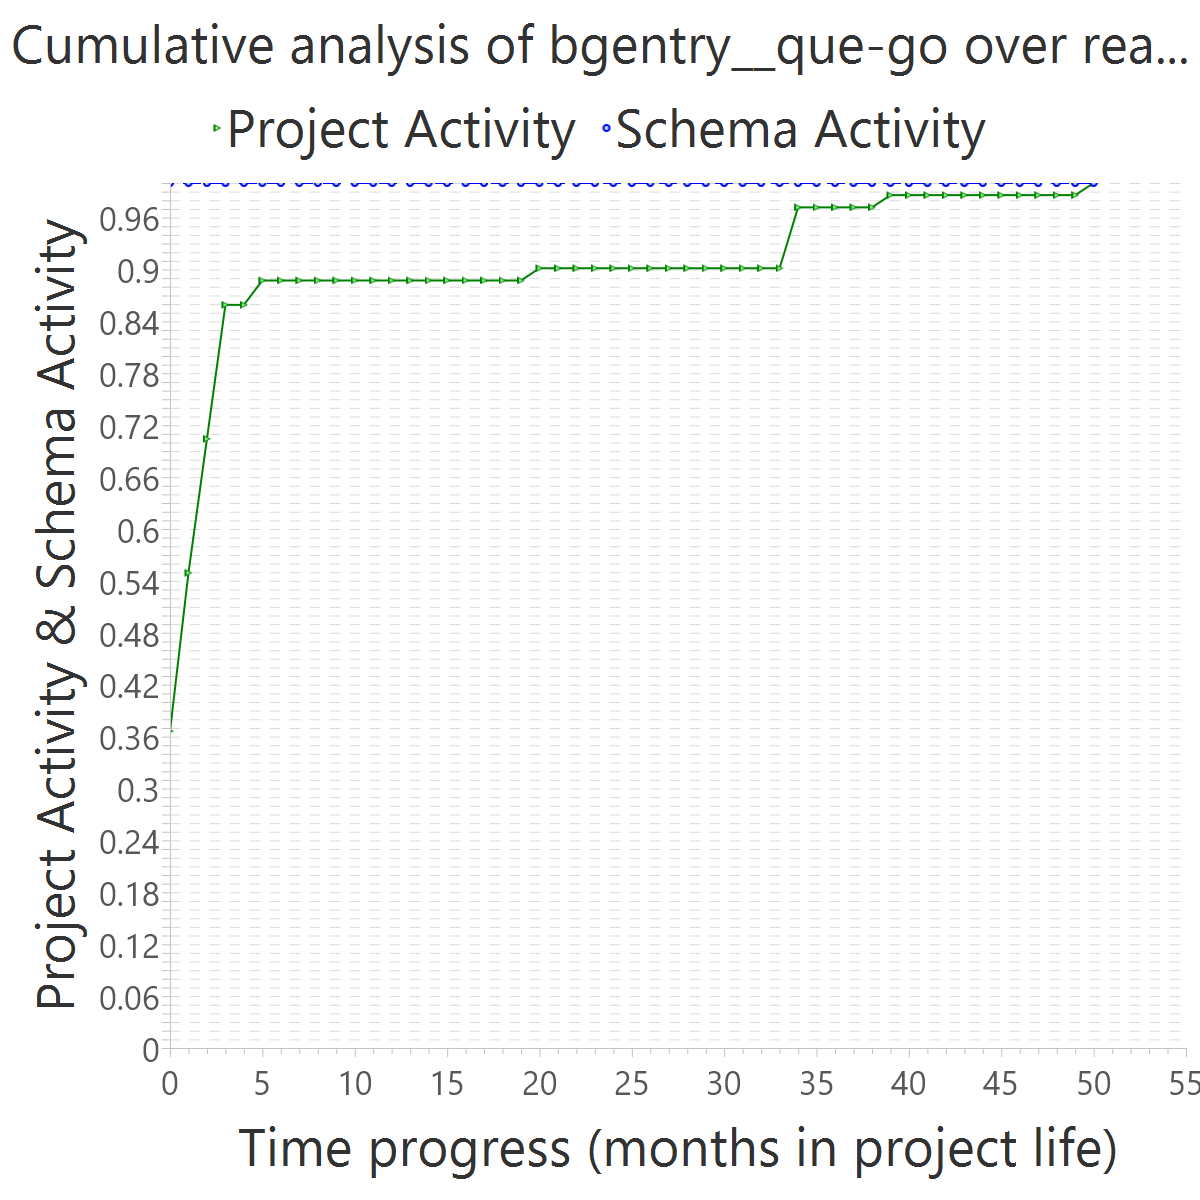 Cumulative analysis of bgentry__que-go over rea...
Project Activity
Schema Activity
Project Activity & Schema Activity
0.96
0.9
0.84
0.78
0.72
0.66
0.6
0.54
0.48
0.42
0.36
0.3
0.24
0.18
0.12
0.06
0
0 5 10 15 20 25 30 35 40 45 50 55
Time progress (months in project life)